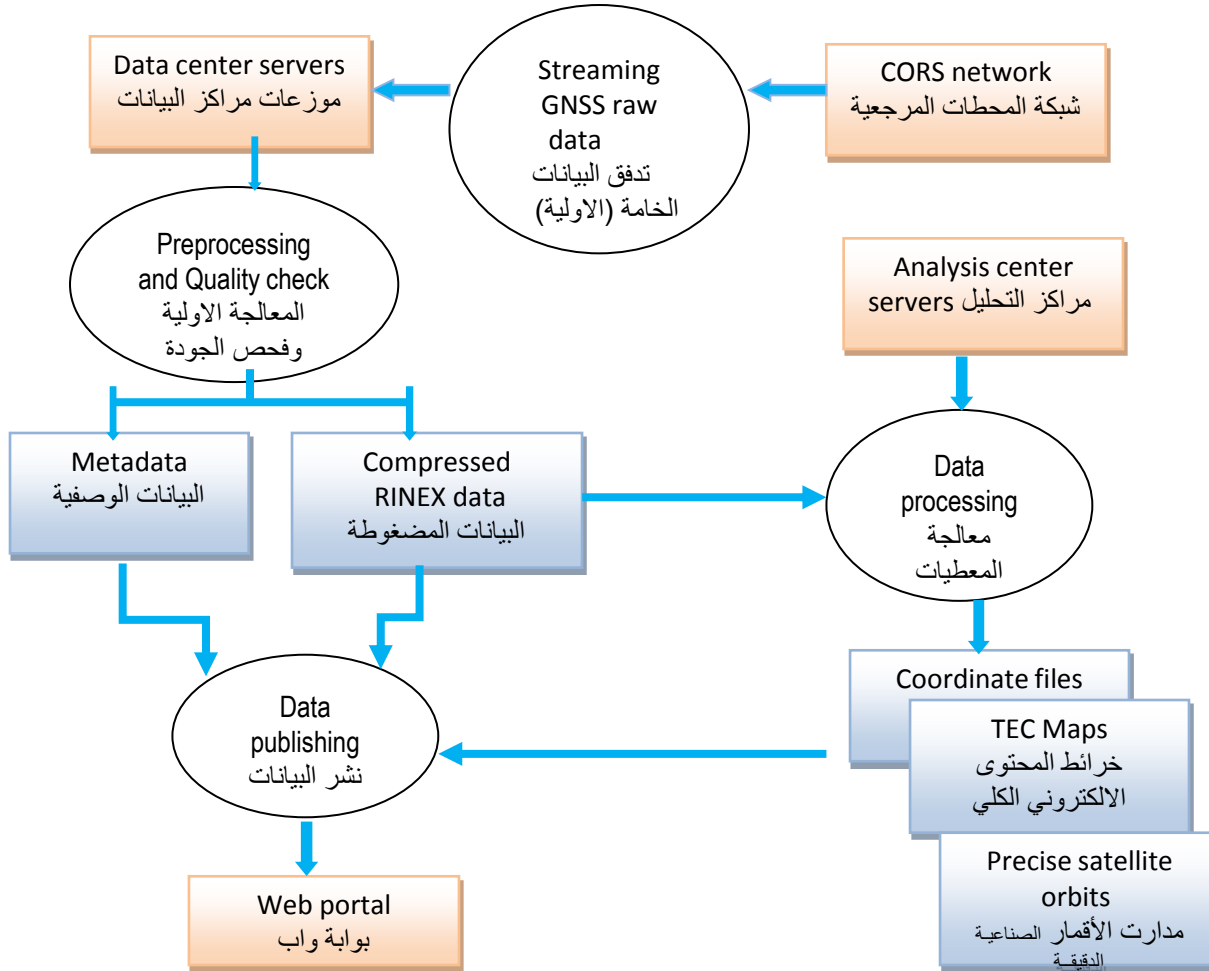 Data center servers
موزعات مراكز البيانات
Streaming
GNSS raw
data
تدفق البيانات
الخامة (الاولية)
CORS network
شبكة المحطات المرجعية
Preprocessing
and Quality check
المعالجة الاولية
وفحص الجودة
Analysis center
servers مراكز التحليل
Metadata
البيانات الوصفية
Compressed
RINEX data
البيانات المضغوطة
Data
processing
معالجة
المعطيات
Data
publishing
نشر البيانات
Coordinate files
TEC Maps
خرائط المحتوى
الالكتروني الكلي
Precise satellite
orbits
مدارت الأقمار الصناعية
الدقيقة
Web portal
بوابة واب